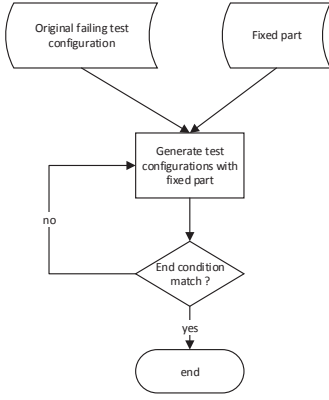 Original failing test
configuration
Fixed part
Generate test
configurations with
fixed part
no
End condition
match ?
yes
end